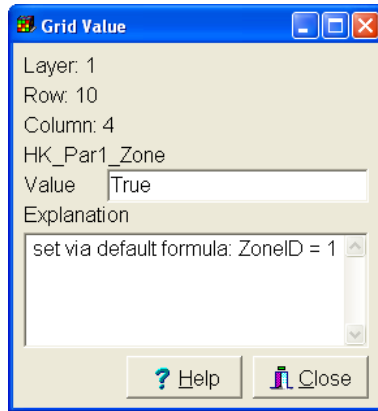 Grid Value
Layer: 1
Row: 10
Column: 4
HK_Par1_Zone
Value True
Explanation
set via default formula: ZoneID = 1
? Help Close